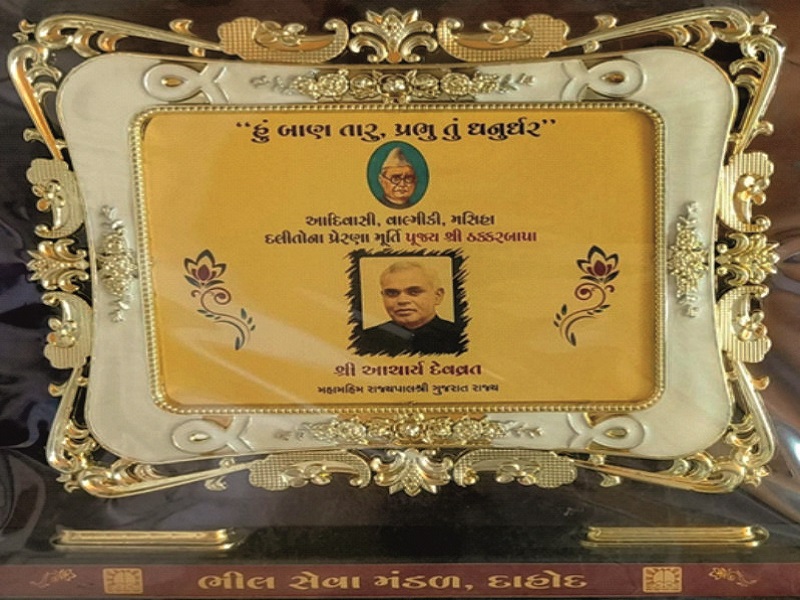 “હું બાણ તારુ, પ્રભુ તું ધનુર્ધર”
આદિવાસી, વાલ્મીકી, મસિહા
દલીતોના પ્રેરણા મૂર્તિ પૂજ્ય શ્રી ઠક્કરબાપા
શ્રી આચાર્ય દેવવ્રત
મહામહિમ રાજ્યપાલશ્રી ગુજરાત રાજ્ય
ભીલ સેવા મંડળ, દાહોદ